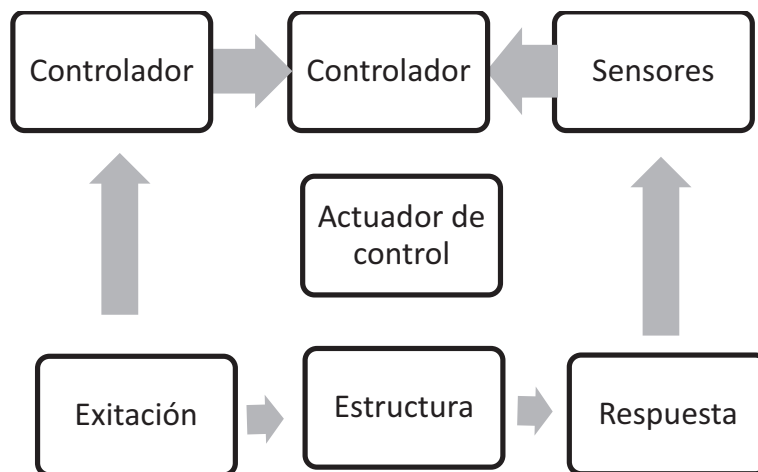 Controlador
Controlador
Sensores
Actuador de
control
Exitación
Estructura
Respuesta